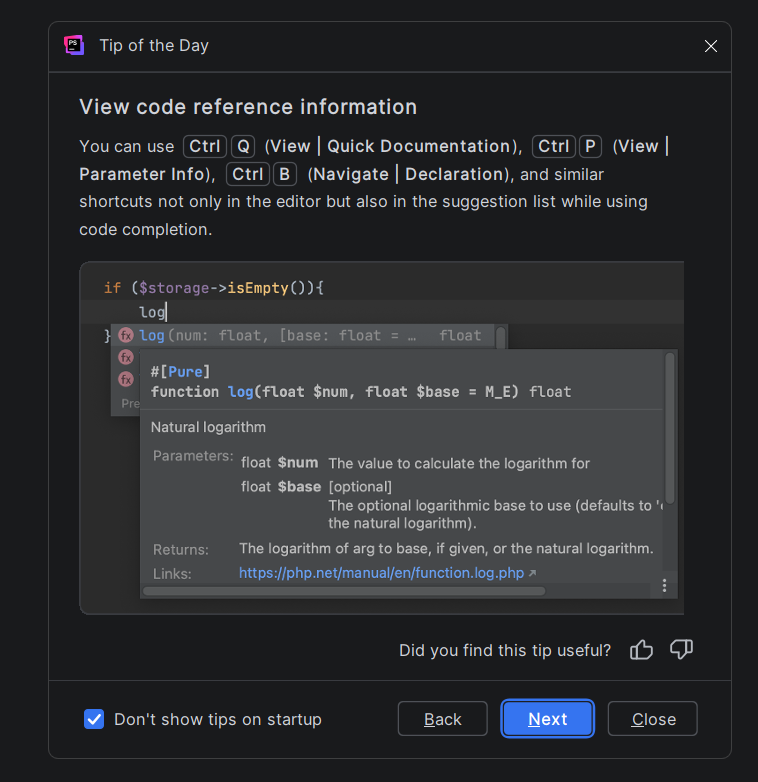 PS
Tip of the Day
View code reference information
You can use Ctrl Q (View | Quick Documentation), Ctrl P (View |
Parameter Info), Ctrl B (Navigate | Declaration), and similar
shortcuts not only in the editor but also in the suggestion list while using
code completion.
if ($storage->isEmpty()){
log
} fx log(num: float, [base: float = … float
fx
fx
Pre
#[Pure]
function log(float $num, float $base = M_E) float
Natural logarithm
Parameters: float $num The value to calculate the logarithm for
float $base [optional]
The optional logarithmic base to use (defaults to '
the natural logarithm).
Returns: The logarithm of arg to base, if given, or the natural logarithm.
Links: https://php.net/manual/en/function.log.php
Did you find this tip useful?
Don't show tips on startup
Back
Next
Close